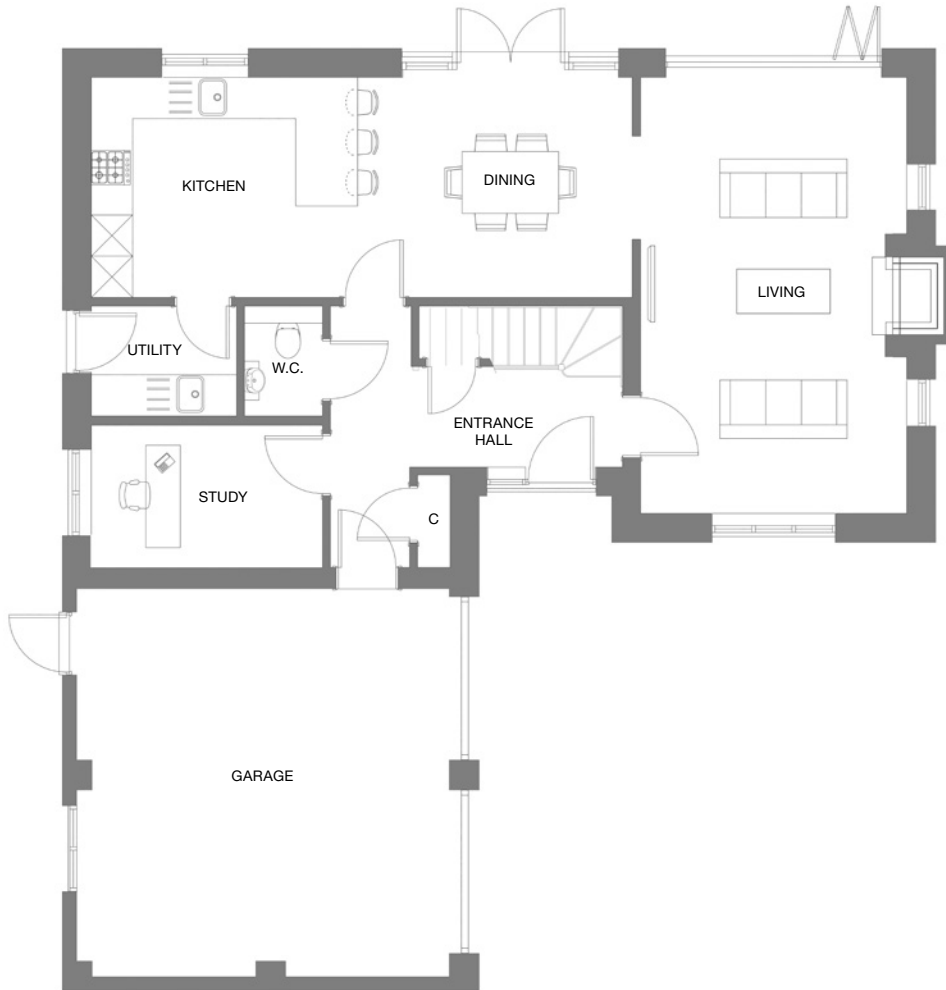 KITCHEN
DINING
LIVING
UTILITY
W.C.
ENTRANCE
HALL
STUDY
C
GARAGE